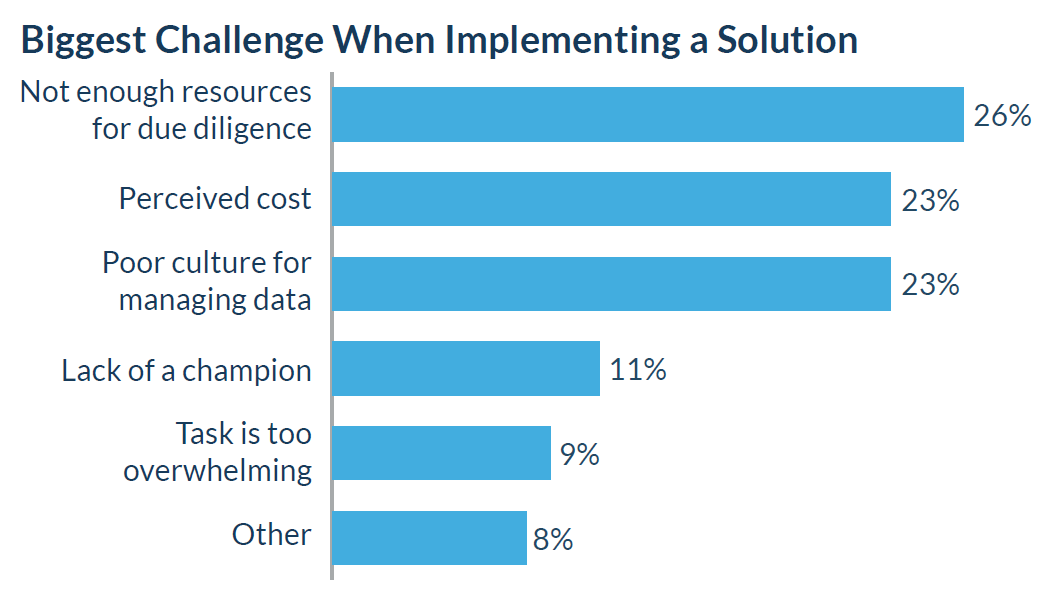 Biggest Challenge When Implementing a Solution
Not enough resources
for due diligence
26%
Perceived cost
23%
Poor culture for
managing data
23%
Lack of a champion
11%
Task is too
overwhelming
9%
Other
8%